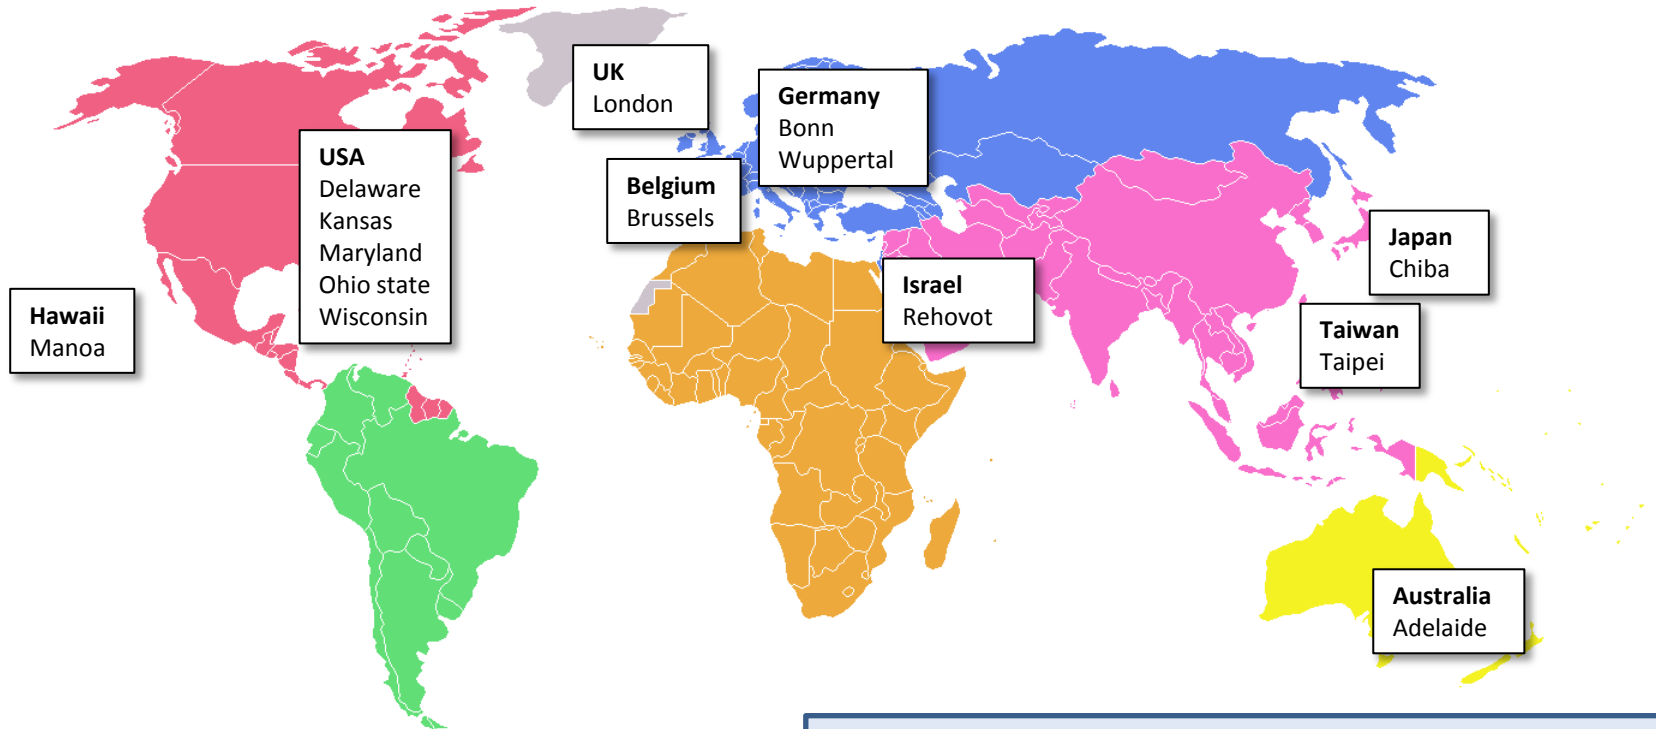 UK
London
Germany
Bonn
Wuppertal
USA
Delaware
Kansas
Maryland
Ohio state
Wisconsin
Belgium
Brussels
Japan
Chiba
Israel
Rehovot
Hawaii
Manoa
Taiwan
Taipei
Australia
Adelaide